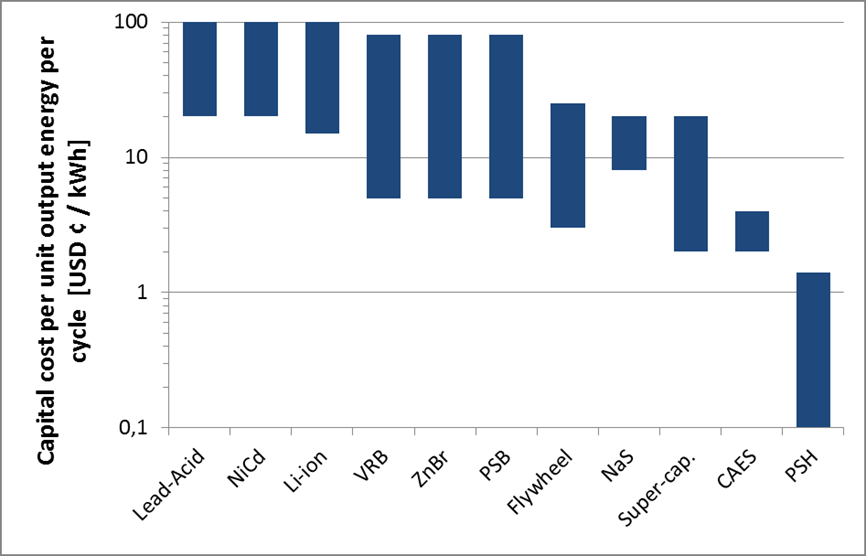 Capital cost per unit output energy per
cycle [USD ¢ / kWh]
100
10
1
0,1
Lead-Acid
NiCd
Li-ion
VRB
ZnBr
PSB
Flywheel
NaS
Super-cap.
CAES
PSH